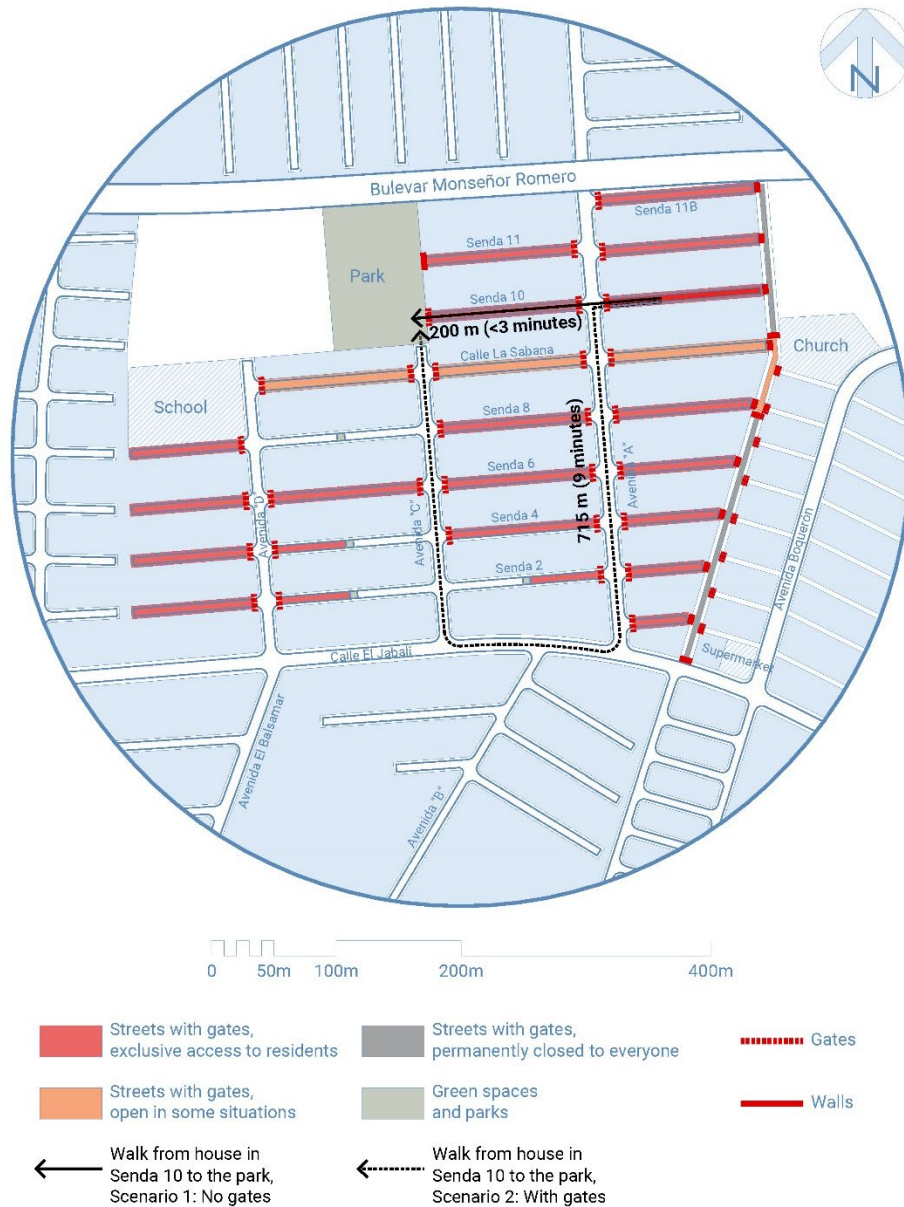 N
Bulevar Monseñor Romero
Senda 11B
Senda 11
Park
Senda 10
200 m (<3 minutes)
Calle La Sabana
Church
School
Senda 8
Avenida "A"
Senda 6
715 m (9 minutes)
Avenida "D"
Avenida "C"
Senda 4
Avenida Boquerón
Senda 2
Calle El Jabalí
Supermarket
Avenida El Balsamar
Avenida "B"
0 50m 100m 200m 400m
Streets with gates,
exclusive access to residents
Streets with gates,
permanently closed to everyone
Gates
Streets with gates,
open in some situations
Green spaces
and parks
Walls
Walk from house in
Senda 10 to the park,
Scenario 1: No gates
Walk from house in
Senda 10 to the park,
Scenario 2: With gates